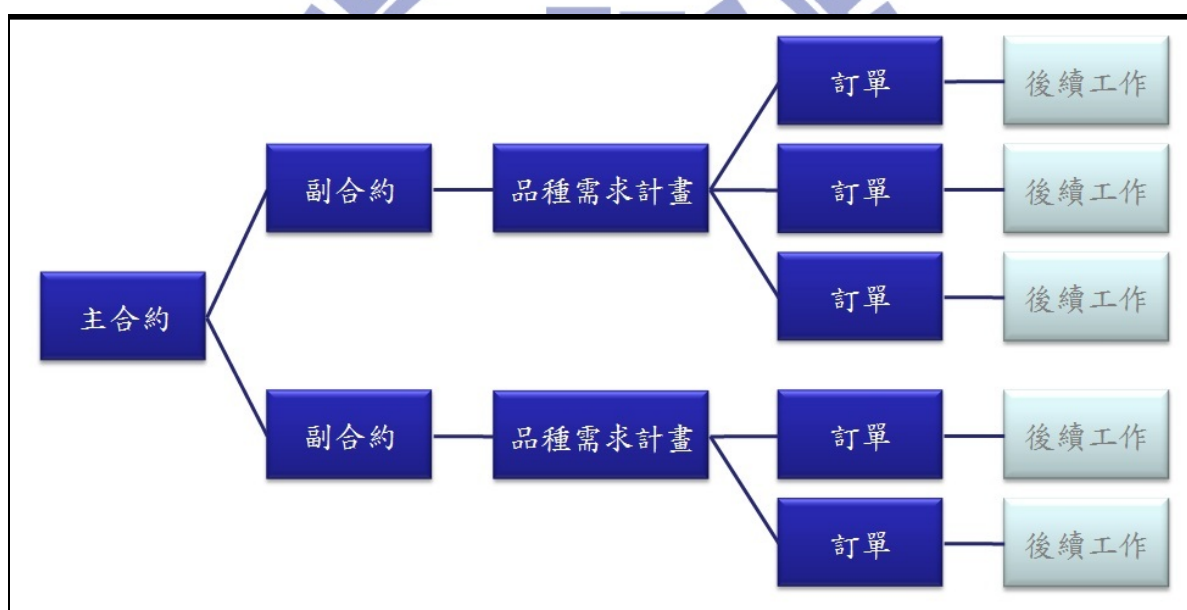 訂單
後續工作
副合約
品種需求計畫
訂單
後續工作
訂單
後續工作
主合約
副合約
品種需求計畫
訂單
後續工作
訂單
後續工作